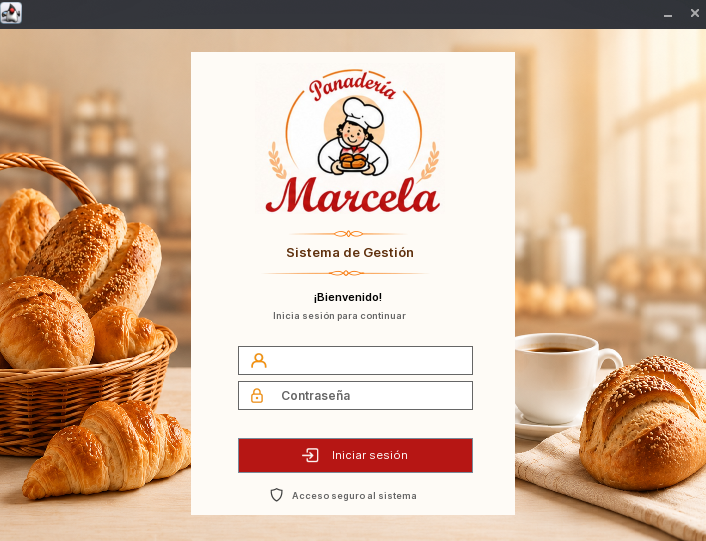 Panadería
Marcela
Sistema de Gestión
¡Bienvenido!
Inicia sesión para continuar
Contraseña
Iniciar sesión
Acceso seguro al sistema